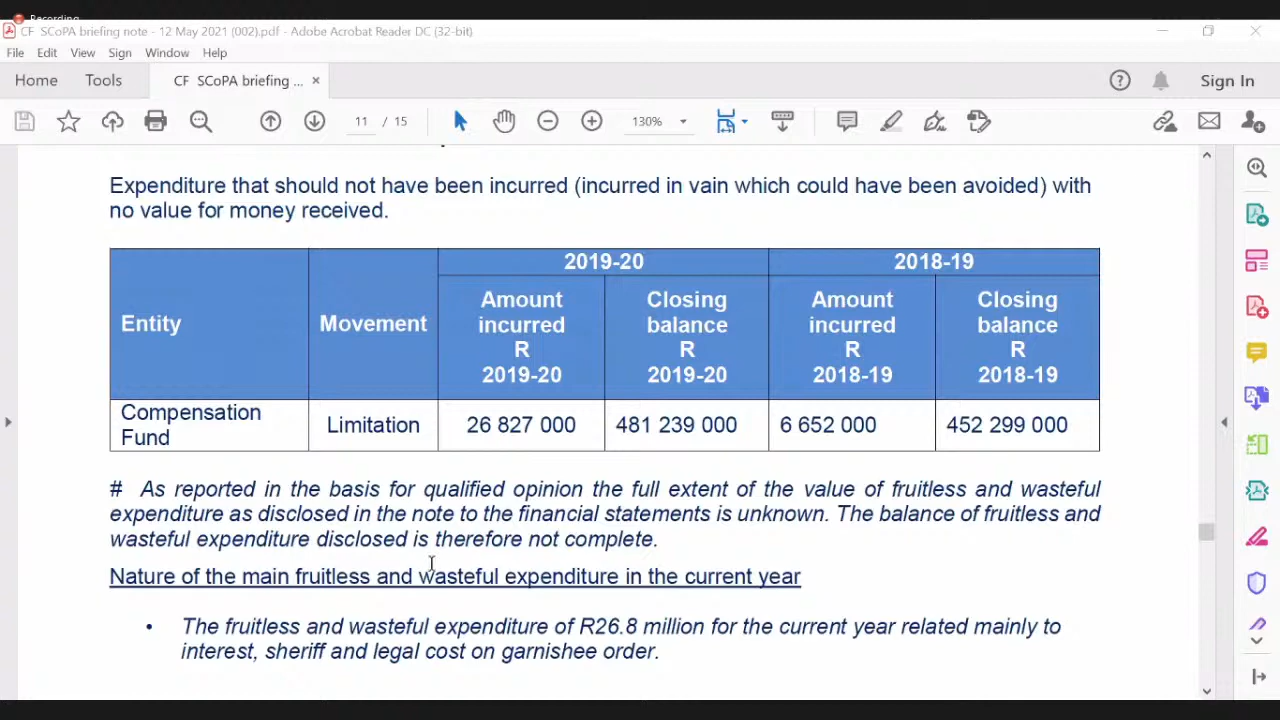 Recording
CF SCoPA briefing note - 12 May 2021 (002).pdf - Adobe Acrobat Reader DC (32-bit)
File Edit View Sign Window Help
Home Tools CF SCoPA briefing ... × Sign In
11 / 15 130%
Expenditure that should not have been incurred (incurred in vain which could have been avoided) with
no value for money received.
2019-20 2018-19
Entity Movement Amount incurred R 2019-20 Closing balance R 2019-20 Amount incurred R 2018-19 Closing balance R 2018-19
Compensation Fund Limitation 26 827 000 481 239 000 6 652 000 452 299 000
# As reported in the basis for qualified opinion the full extent of the value of fruitless and wasteful
expenditure as disclosed in the note to the financial statements is unknown. The balance of fruitless and
wasteful expenditure disclosed is therefore not complete.
Nature of the main fruitless and wasteful expenditure in the current year
• The fruitless and wasteful expenditure of R26.8 million for the current year related mainly to
interest, sheriff and legal cost on garnishee order.